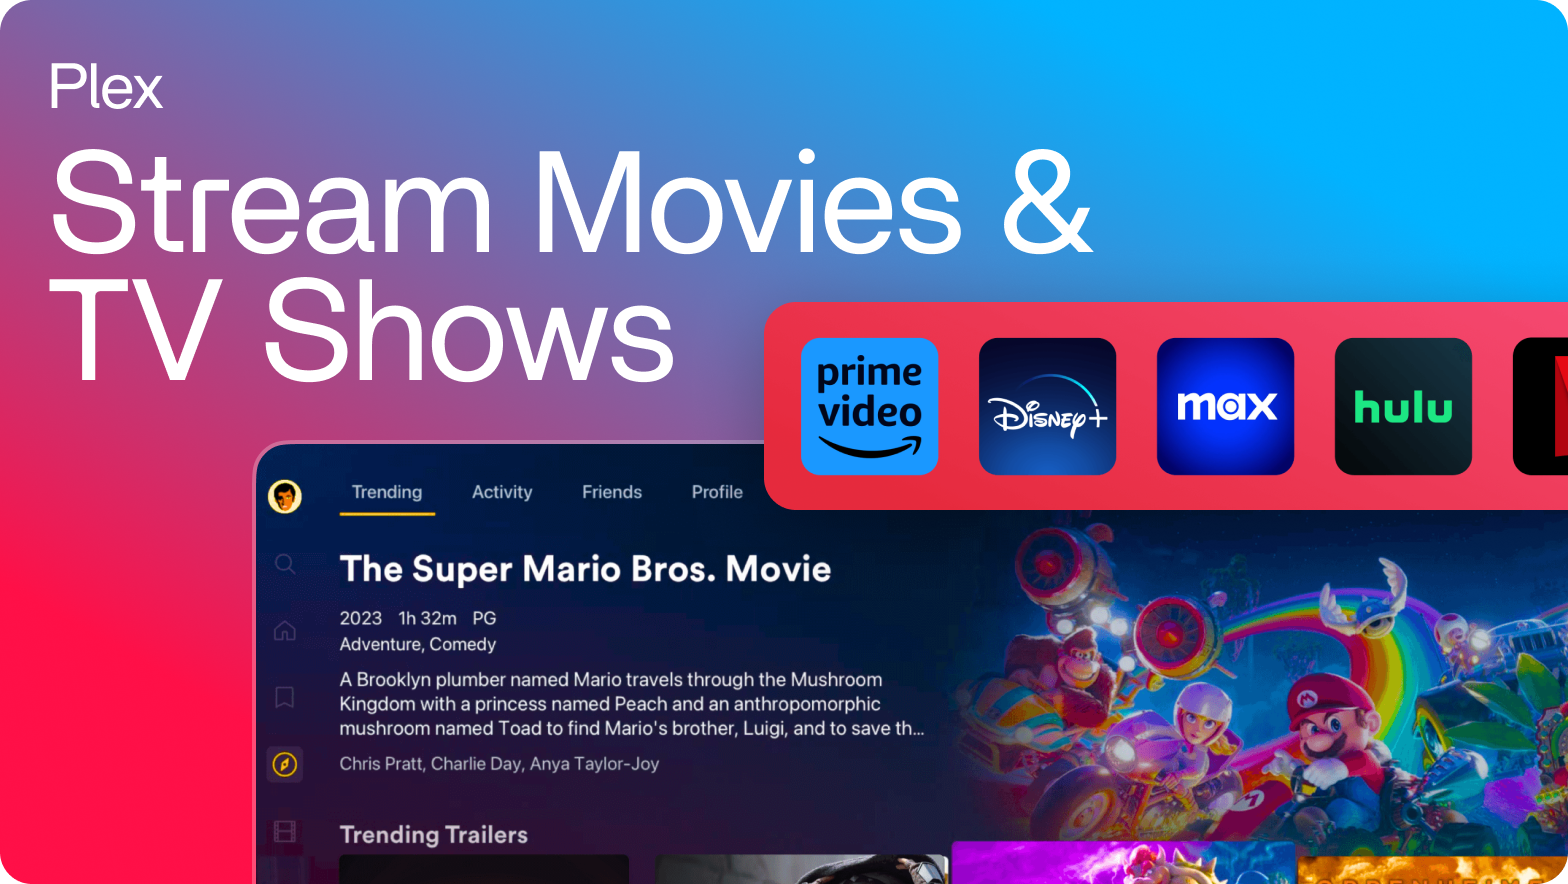 Plex
Stream Movies &
TV Shows
prime video
Disney+
max
hulu
Trending Activity Friends Profile
The Super Mario Bros. Movie
2023 1h 32m PG
Adventure, Comedy
A Brooklyn plumber named Mario travels through the Mushroom
Kingdom with a princess named Peach and an anthropomorphic
mushroom named Toad to find Mario's brother, Luigi, and to save th...
Chris Pratt, Charlie Day, Anya Taylor-Joy
Trending Trailers